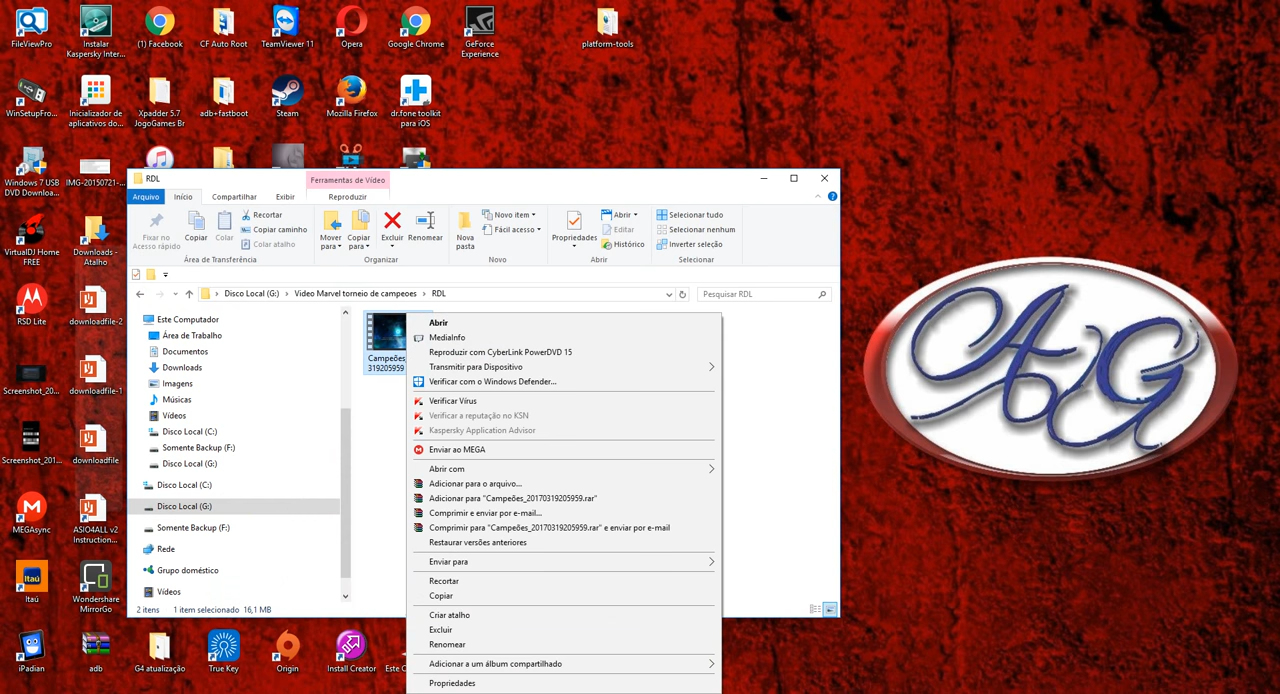 FileViewPro
Instalar
Kaspersky Inter...
(1) Facebook
CF Auto Root
TeamViewer 11
Opera
Google Chrome
GeForce
Experience
platform-tools
WinSetupFro...
Inicializador de
aplicativos do...
Xpadder 5.7
JogoGames Br
adb+fastboot
Steam
Mozilla Firefox
dr.fone toolkit
para iOS
Windows 7 USB
DVD Downloa...
IMG-20150721-...
VirtualDJ Home
FREE
Downloads -
Atalho
RSD Lite
downloadfile-2
Screenshot_20...
downloadfile-1
Screenshot_201...
downloadfile
MEGAsync
ASIO4ALL v2
Instruction...
Itaú
Itaú
Wondershare
MirrorGo
iPadian
adb
G4 atualização
True Key
Origin
Install Creator
Este C
RDL
Ferramentas de Vídeo
Arquivo
Início
Compartilhar
Exibir
Reproduzir
Fixar no
Acesso rápido
Copiar
Colar
Recortar
Copiar caminho
Colar atalho
Área de Transferência
Mover
para
Copiar
para
Excluir
Renomear
Organizar
Nova
pasta
Novo item
Fácil acesso
Novo
Propriedades
Abrir
Editar
Histórico
Abrir
Selecionar tudo
Selecionar nenhum
Inverter seleção
Selecionar
Disco Local (G:)
Video Marvel torneio de campeoes
RDL
Pesquisar RDL
Este Computador
Área de Trabalho
Documentos
Downloads
Imagens
Músicas
Vídeos
Disco Local (C:)
Somente Backup (F:)
Disco Local (G:)
Disco Local (C:)
Disco Local (G:)
Somente Backup (F:)
Rede
Grupo doméstico
Vídeos
2 itens
1 item selecionado 16,1 MB
Campeões_
319205959
Abrir
MediaInfo
Reproduzir com CyberLink PowerDVD 15
Transmitir para Dispositivo
Verificar com o Windows Defender...
Verificar Vírus
Verificar a reputação no KSN
Kaspersky Application Advisor
Enviar ao MEGA
Abrir com
Adicionar para o arquivo...
Adicionar para "Campeões_20170319205959.rar"
Comprimir e enviar por e-mail...
Comprimir para "Campeões_20170319205959.rar" e enviar por e-mail
Restaurar versões anteriores
Enviar para
Recortar
Copiar
Criar atalho
Excluir
Renomear
Adicionar a um álbum compartilhado
Propriedades
AG